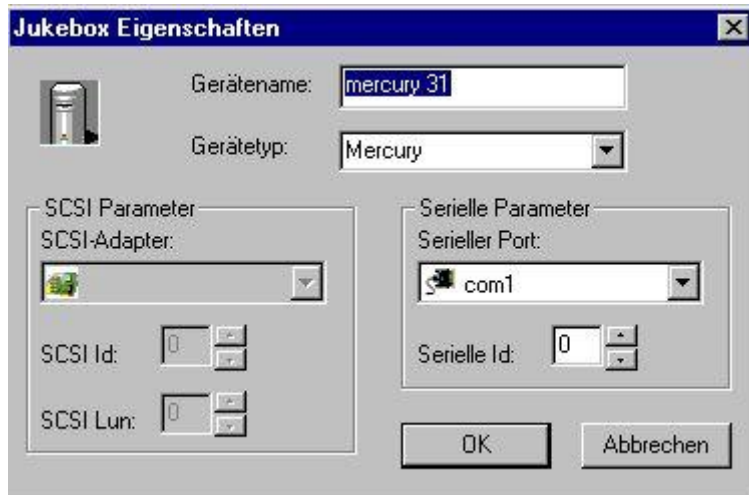 Jukebox Eigenschaften
Gerätename: mercury 31
Gerätetyp: Mercury
SCSI Parameter
SCSI-Adapter:
SCSI Id: 0
SCSI Lun: 0
Serielle Parameter
Serieller Port:
com1
Serielle Id: 0
OK Abbrechen